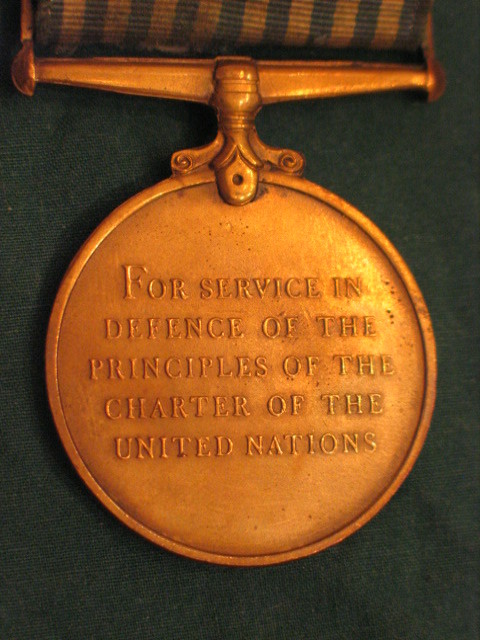 For service in
defence of the
principles of the
charter of the
United Nations